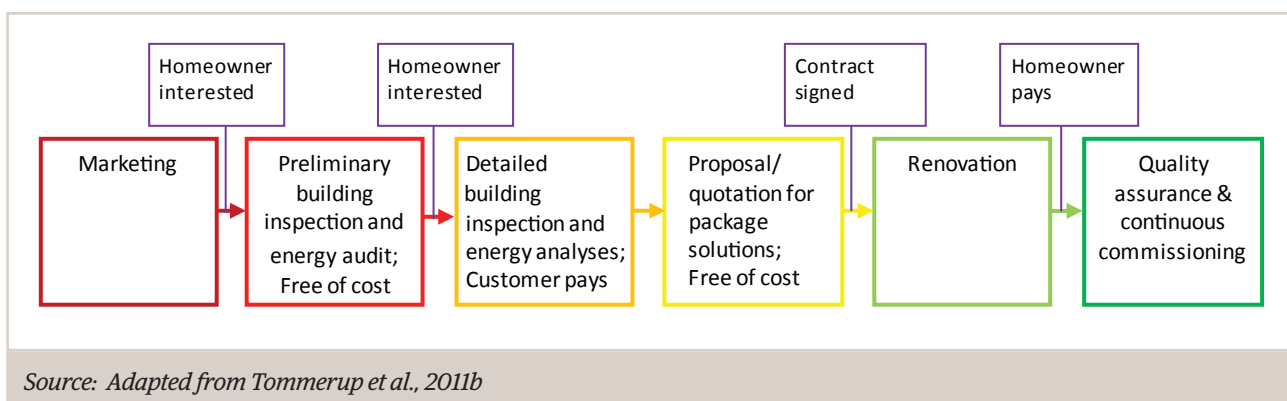 Homeowner
interested
Homeowner
interested
Contract
signed
Homeowner
pays
Marketing
Preliminary
building
inspection and
energy audit;
Free of cost
Detailed
building
inspection and
energy analyses;
Customer pays
Proposal/
quotation for
package
solutions;
Free of cost
Renovation
Quality
assurance &
continuous
commissioning
Source: Adapted from Tommerup et al., 2011b